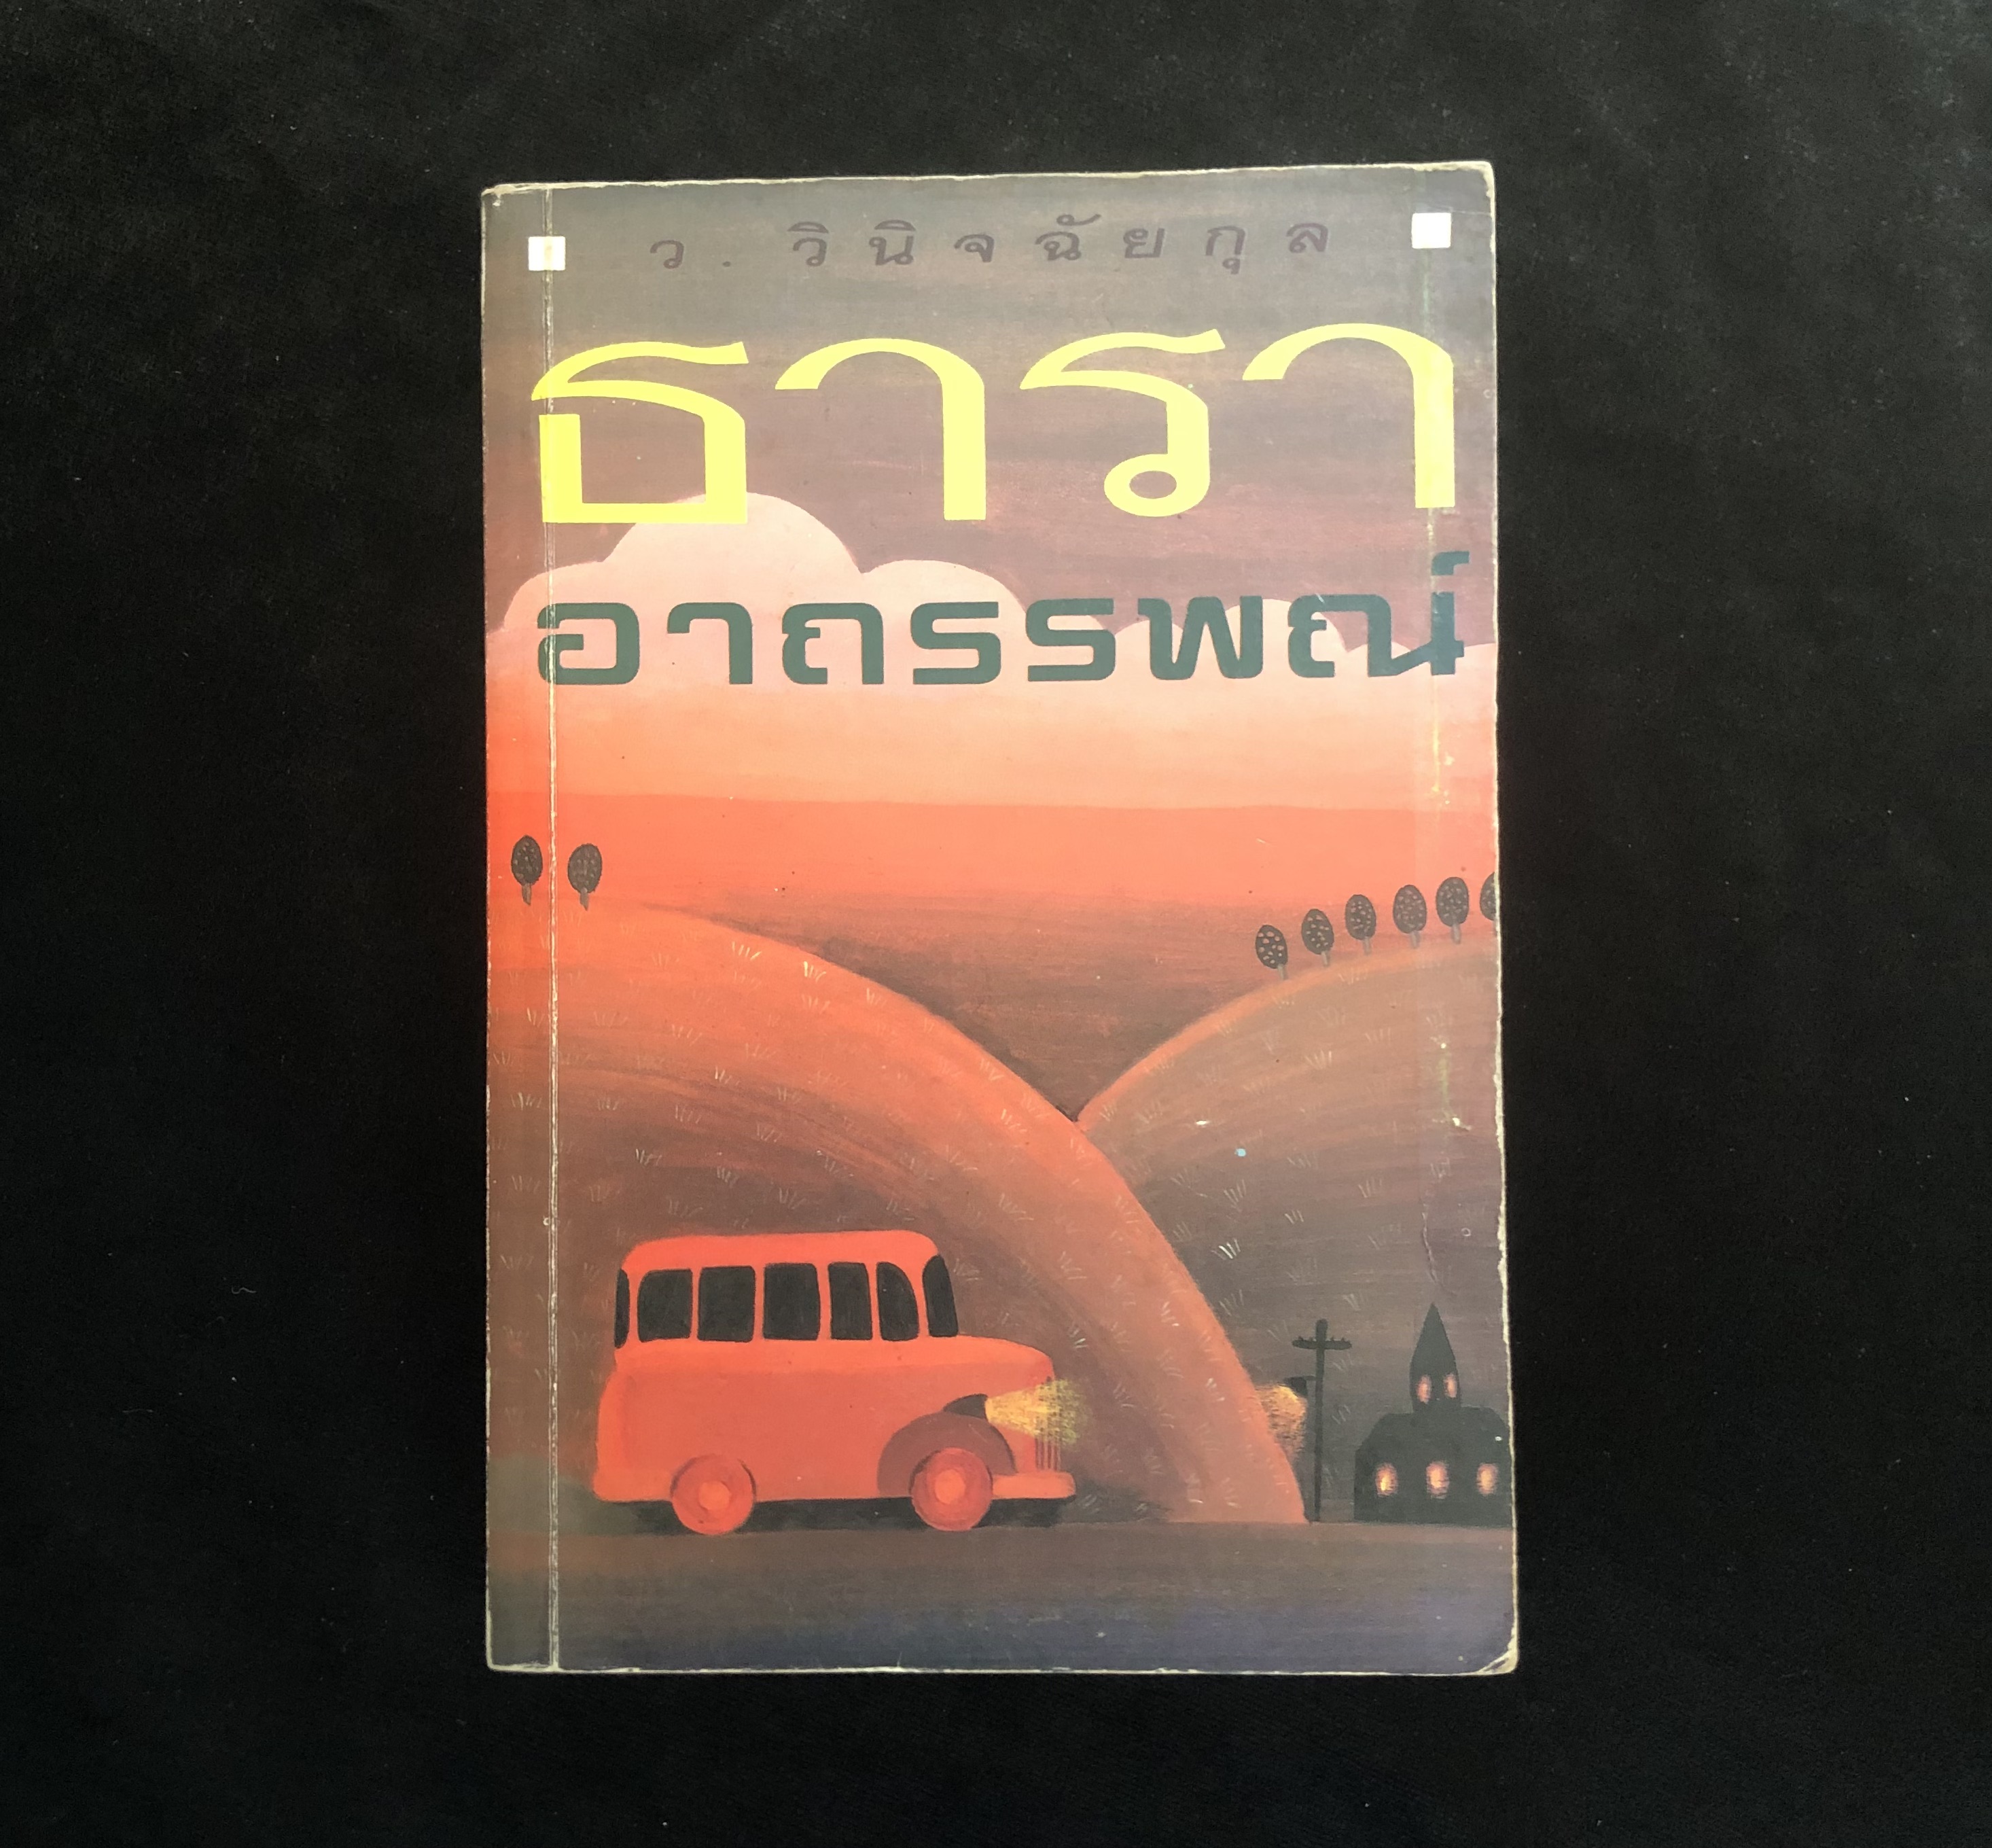 ว. วินิจฉัยกุล
ธารา
อาถรรพณ์